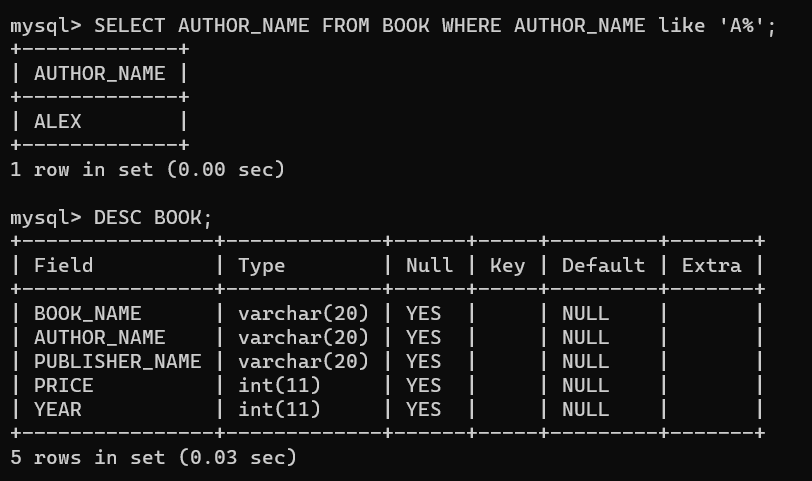 mysql> SELECT AUTHOR_NAME FROM BOOK WHERE AUTHOR_NAME like 'A%';
+-------------+
| AUTHOR_NAME |
+-------------+
| ALEX        |
+-------------+
1 row in set (0.00 sec)

mysql> DESC BOOK;
+----------------+-------------+------+-----+---------+-------+
| Field          | Type        | Null | Key | Default | Extra |
+----------------+-------------+------+-----+---------+-------+
| BOOK_NAME      | varchar(20) | YES  |     | NULL    |       |
| AUTHOR_NAME    | varchar(20) | YES  |     | NULL    |       |
| PUBLISHER_NAME | varchar(20) | YES  |     | NULL    |       |
| PRICE          | int(11)     | YES  |     | NULL    |       |
| YEAR           | int(11)     | YES  |     | NULL    |       |
+----------------+-------------+------+-----+---------+-------+
5 rows in set (0.03 sec)